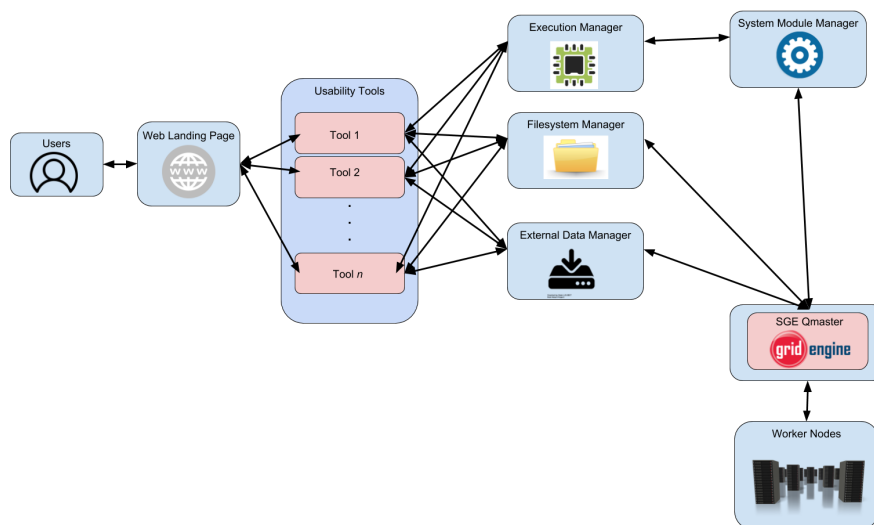 Execution Manager
System Module Manager
Usability Tools
Users
Web Landing Page
WWW
Tool 1
Tool 2
Tool n
Filesystem Manager
External Data Manager
SGE Qmaster
grid engine
Worker Nodes